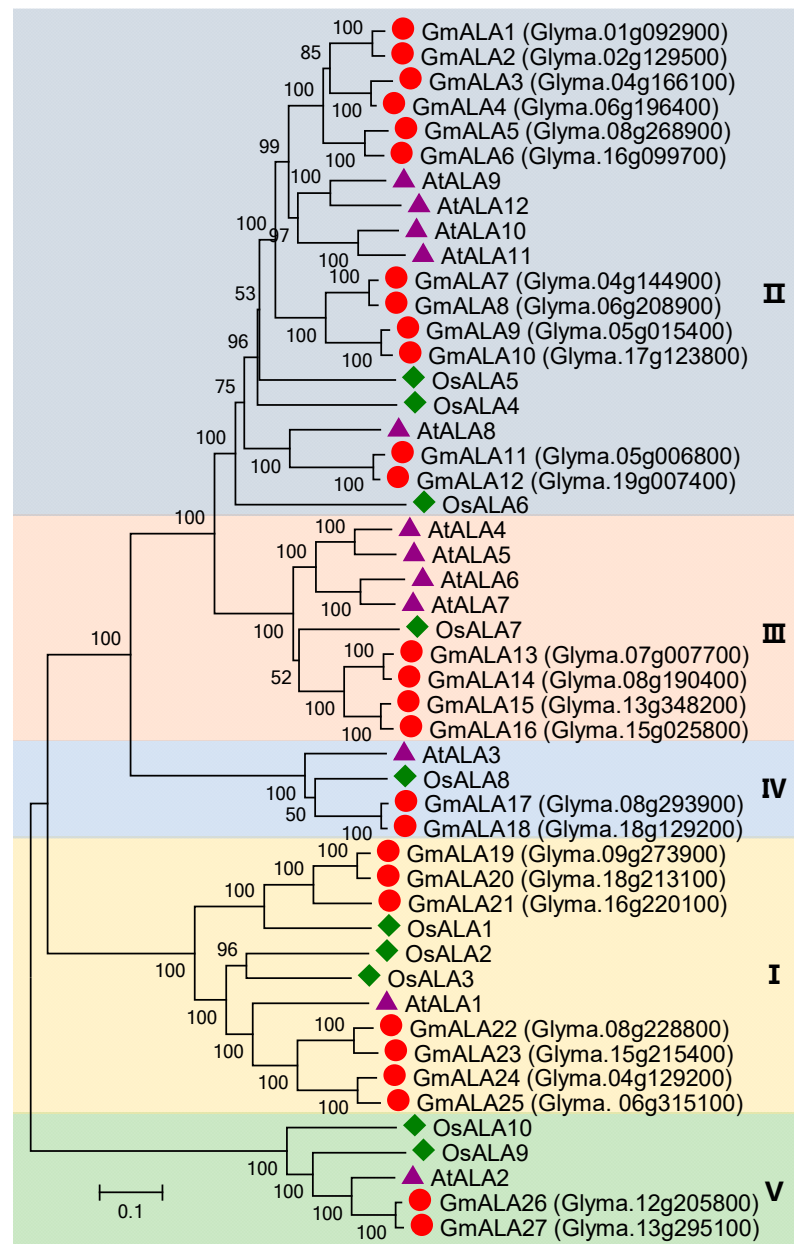 100
GmALA1 (Glyma.01g092900)
85
GmALA2 (Glyma.02g129500)
100
GmALA3 (Glyma.04g166100)
100
GmALA4 (Glyma.06g196400)
GmALA5 (Glyma.08g268900)
99
100
GmALA6 (Glyma.16g099700)
100
AtALA9
AtALA12
100
97
AtALA10
100
AtALA11
100
GmALA7 (Glyma.04g144900)
53
GmALA8 (Glyma.06g208900)
II
100
GmALA9 (Glyma.05g015400)
96
100
GmALA10 (Glyma.17g123800)
75
OsALA5
OsALA4
100
AtALA8
100
GmALA11 (Glyma.05g006800)
100
GmALA12 (Glyma.19g007400)
OsALA6
100
100
AtALA4
100
AtALA5
AtALA6
100
AtALA7
100
100
OsALA7
III
GmALA13 (Glyma.07g007700)
52
100
GmALA14 (Glyma.08g190400)
100
GmALA15 (Glyma.13g348200)
100
GmALA16 (Glyma.15g025800)
AtALA3
OsALA8
IV
100
GmALA17 (Glyma.08g293900)
50
100
GmALA18 (Glyma.18g129200)
100
GmALA19 (Glyma.09g273900)
100
GmALA20 (Glyma.18g213100)
100
GmALA21 (Glyma.16g220100)
OsALA1
96
OsALA2
100
OsALA3
I
AtALA1
100
100
GmALA22 (Glyma.08g228800)
100
GmALA23 (Glyma.15g215400)
100
GmALA24 (Glyma.04g129200)
100
GmALA25 (Glyma. 06g315100)
OsALA10
OsALA9
100
AtALA2
V
100
GmALA26 (Glyma.12g205800)
0.1
100
100
GmALA27 (Glyma.13g295100)